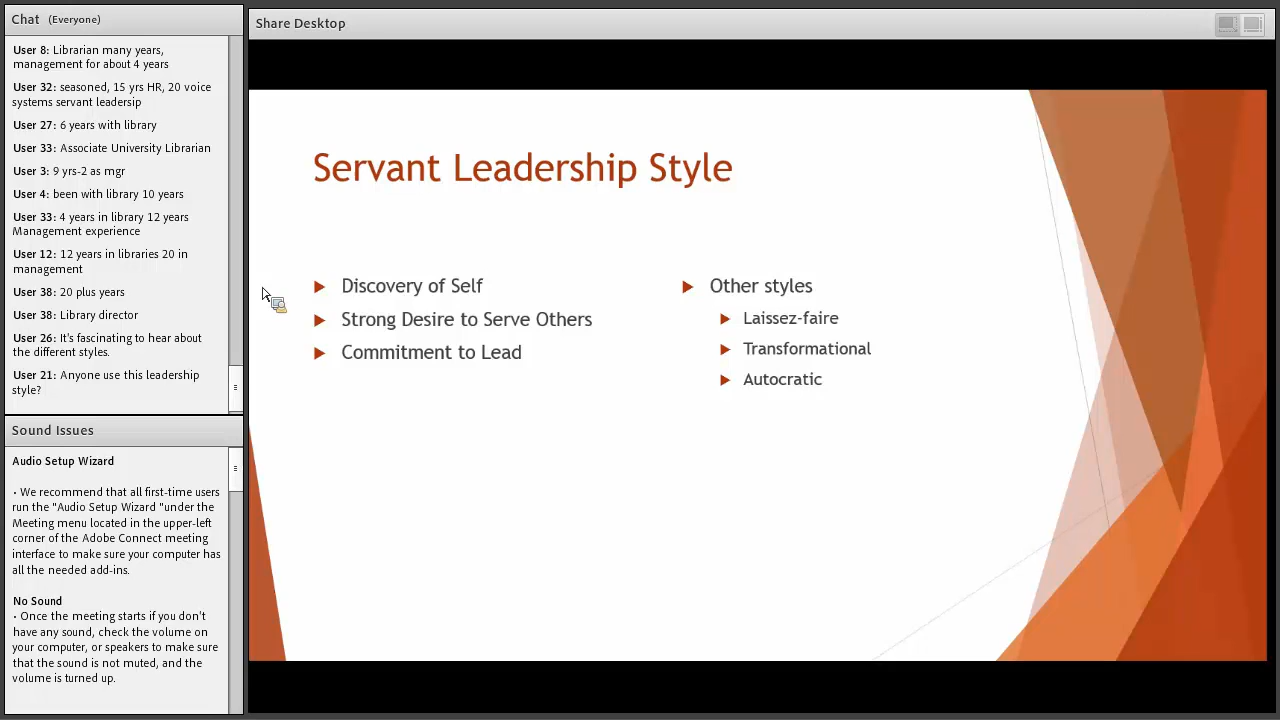 Chat (Everyone)
User 8: Librarian many years,
management for about 4 years
User 32: seasoned, 15 yrs HR, 20 voice
systems servant leadersip
User 27: 6 years with library
User 33: Associate University Librarian
User 3: 9 yrs-2 as mgr
User 4: been with library 10 years
User 33: 4 years in library 12 years
Management experience
User 12: 12 years in libraries 20 in
management
User 38: 20 plus years
User 38: Library director
User 26: It's fascinating to hear about
the different styles.
User 21: Anyone use this leadership
style?
Sound Issues
Audio Setup Wizard
• We recommend that all first-time users
run the "Audio Setup Wizard "under the
Meeting menu located in the upper-left
corner of the Adobe Connect meeting
interface to make sure your computer has
all the needed add-ins.
No Sound
• Once the meeting starts if you don't
have any sound, check the volume on
your computer, or speakers to make sure
that the sound is not muted, and the
volume is turned up.
Share Desktop
Servant Leadership Style
Discovery of Self
Strong Desire to Serve Others
Commitment to Lead
Other styles
Laissez-faire
Transformational
Autocratic